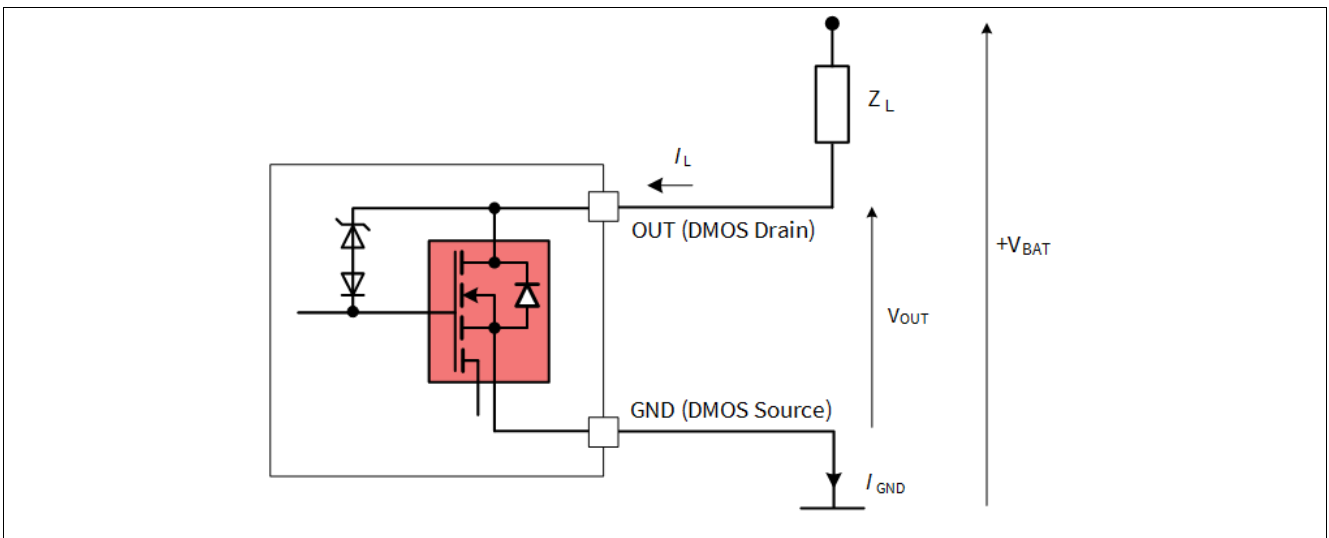 Z L
I L
OUT (DMOS Drain)
+VBAT
VOUT
GND (DMOS Source)
I GND